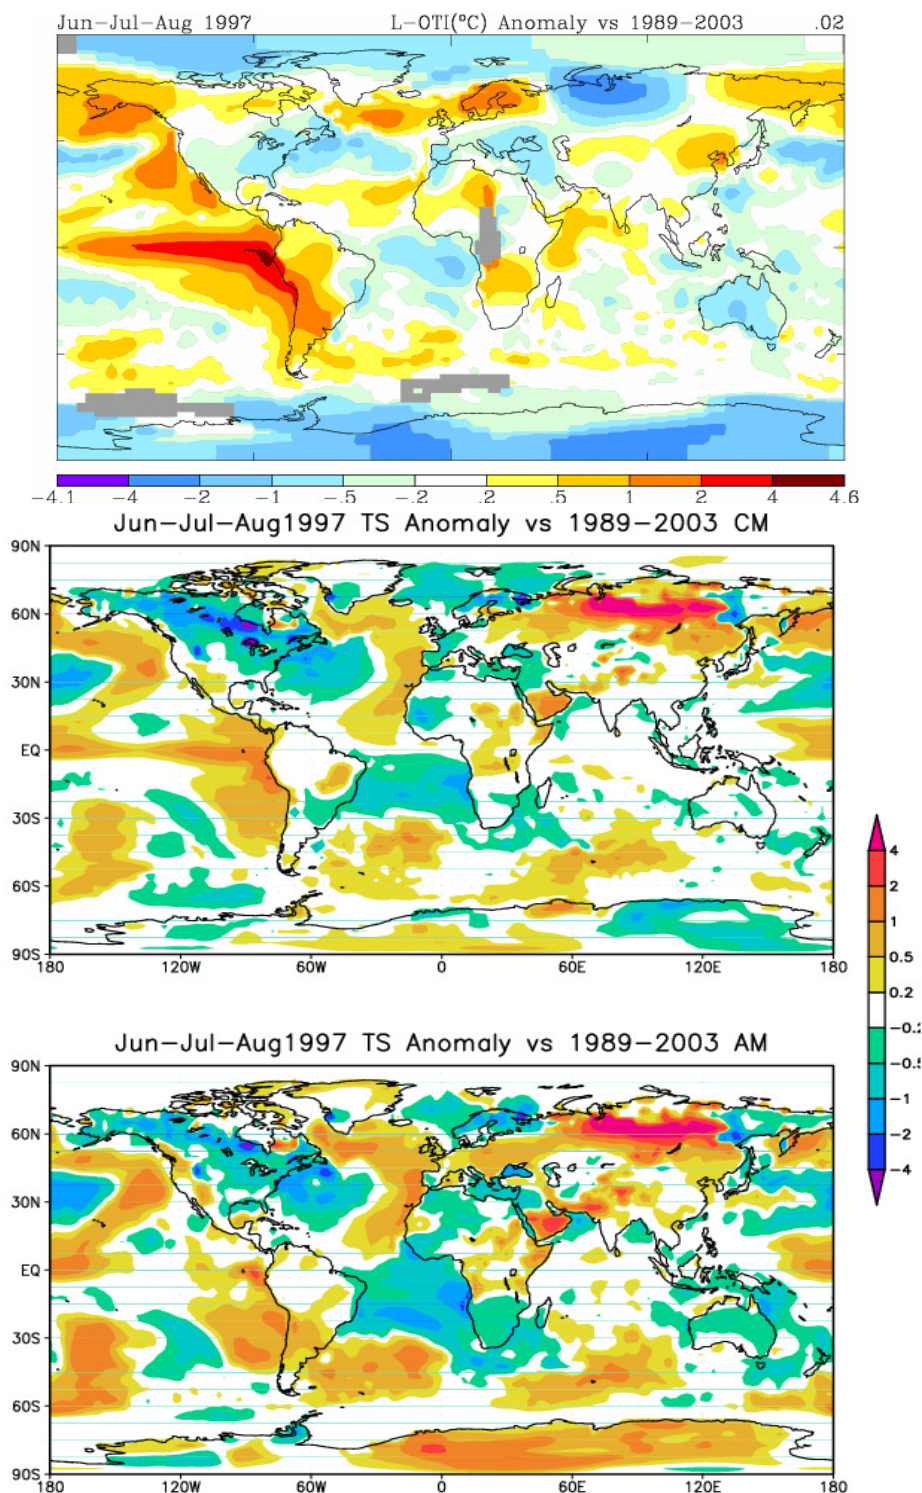 Jun-Jul-Aug 1997 L-OTI(°C) Anomaly vs 1989-2003 .02
-4.1 -4 -2 -1 -.5 -.2 .2 .5 1 2 4 4.6
Jun-Jul-Aug1997 TS Anomaly vs 1989-2003 CM
90N
60N
30N
EQ
30S
60S
90S
180 120W 60W 0 60E 120E 180
4
2
1
0.5
0.2
-0.2
-0.5
-1
-2
-4
Jun-Jul-Aug1997 TS Anomaly vs 1989-2003 AM
90N
60N
30N
EQ
30S
60S
90S
180 120W 60W 0 60E 120E 180